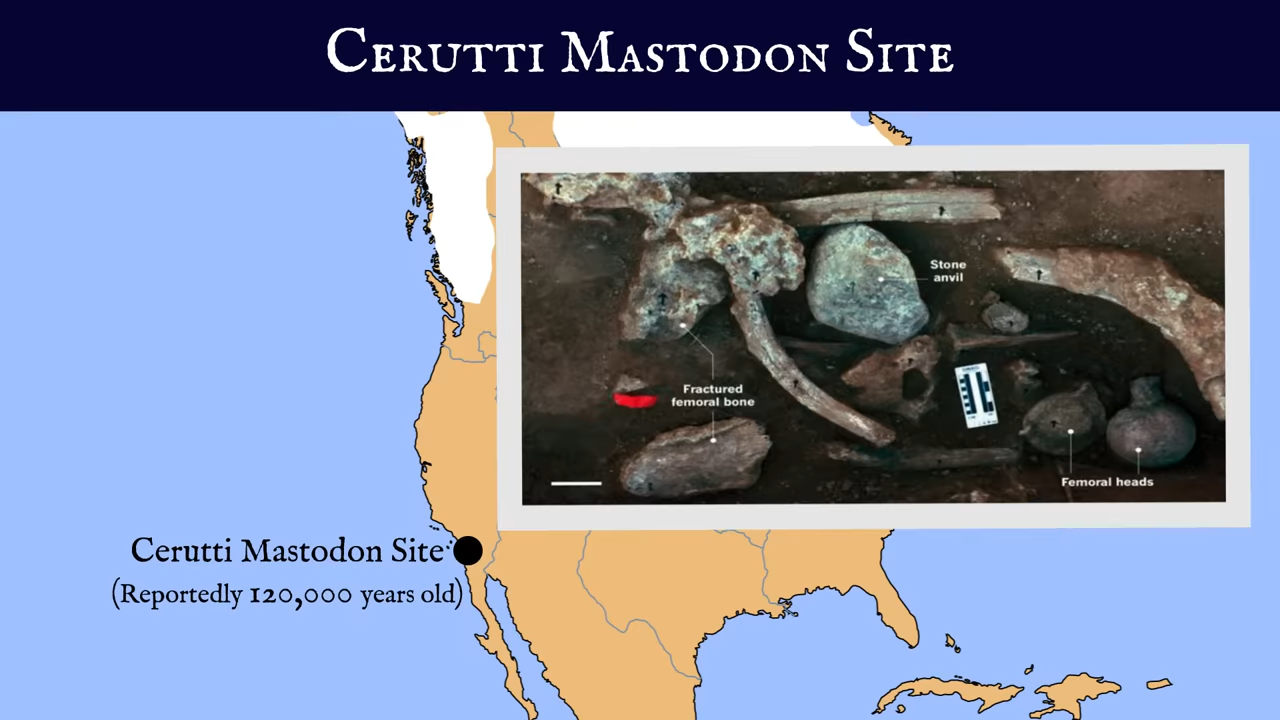 Cerutti Mastodon Site
Stone
anvil
Fractured
femoral bone
Femoral heads
Cerutti Mastodon Site
(Reportedly 120,000 years old)